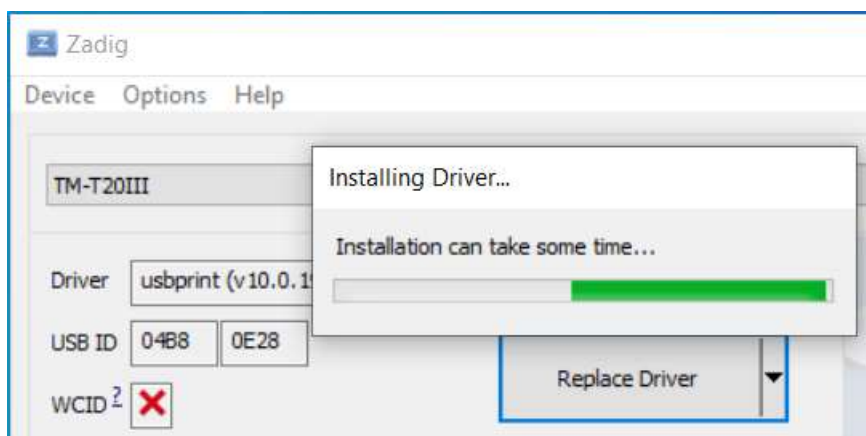 Zadig
Device Options Help
TM-T20III
Installing Driver...
Installation can take some time...
Driver usbprint (v10.0.1
USB ID 04B8 0E28
WCID ?
Replace Driver